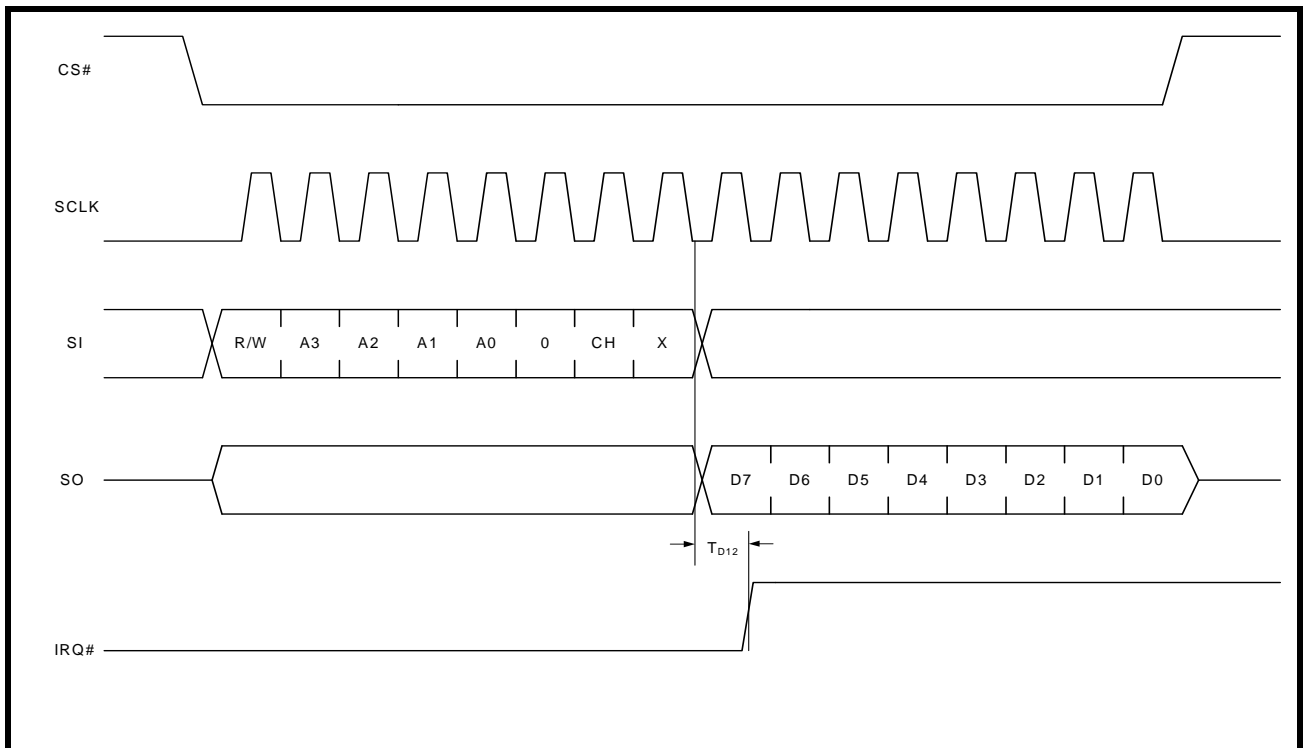 CS#
SCLK
SI R/W A3 A2 A1 A0 0 CH X
SO D7 D6 D5 D4 D3 D2 D1 D0
TD12
IRQ#